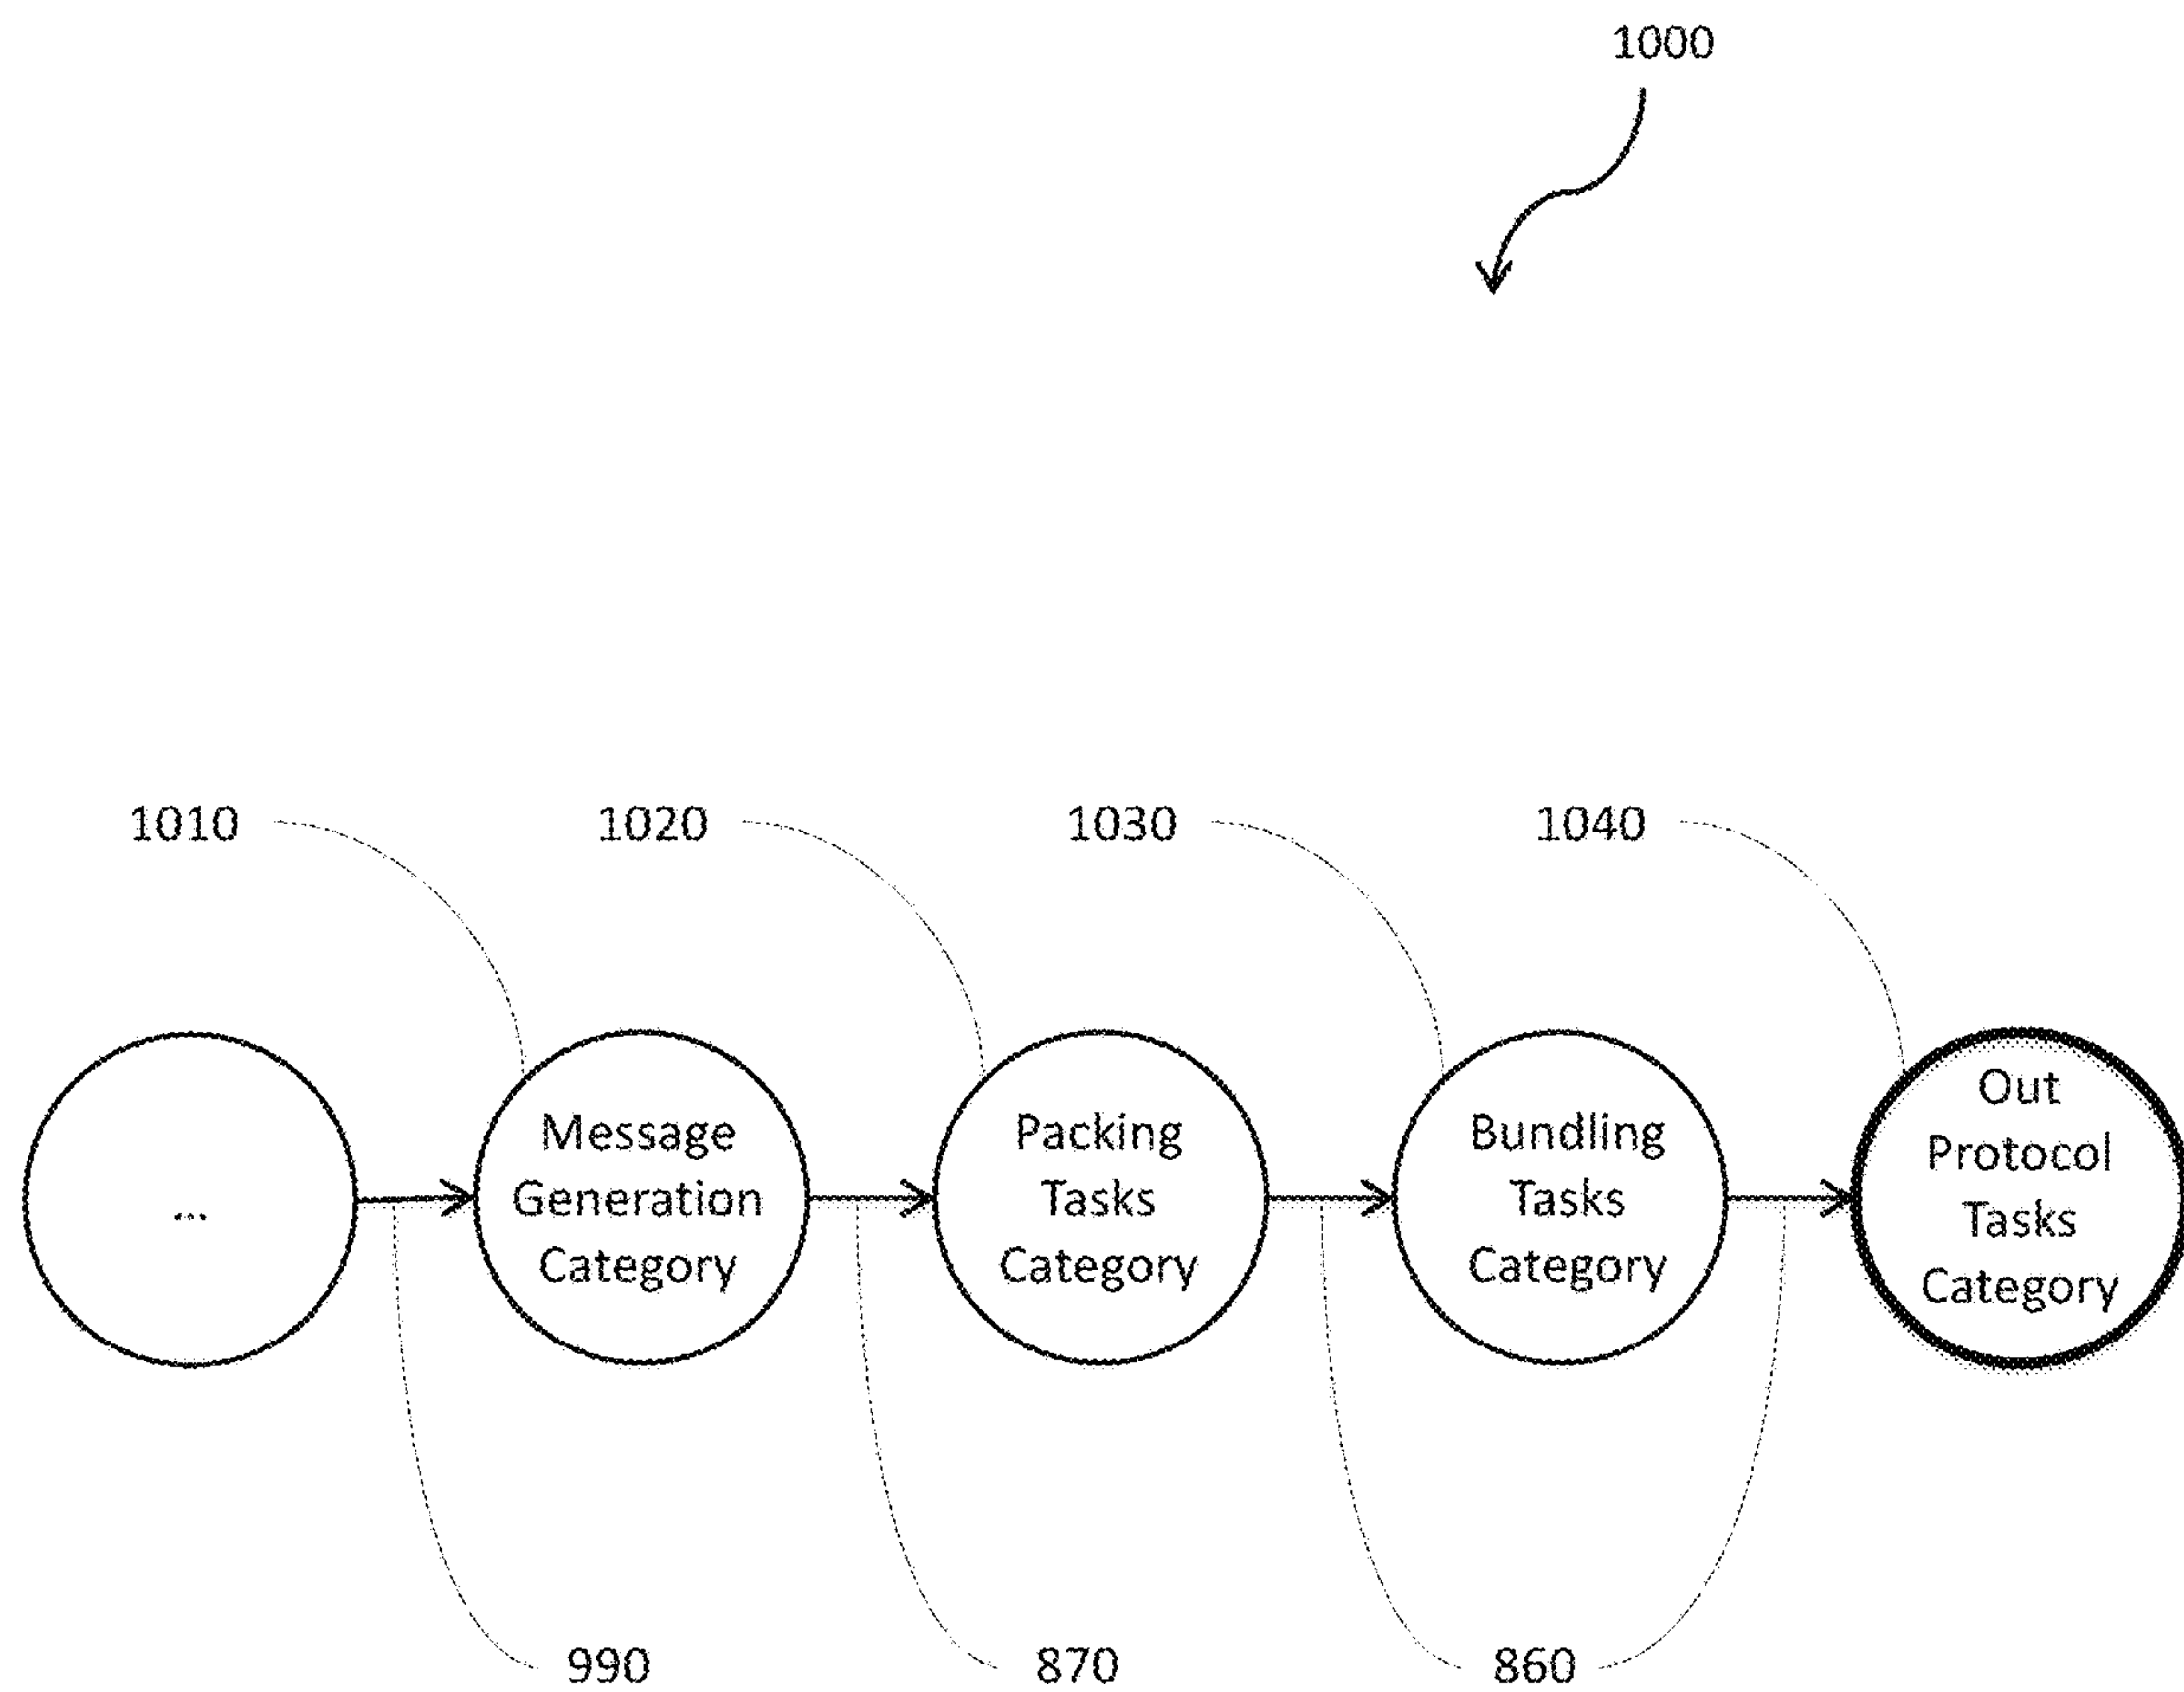 1000
1010
1020
1030
1040
...
Message
Generation
Category
Packing
Tasks
Category
Bundling
Tasks
Category
Out
Protocol
Tasks
Category
990
870
860